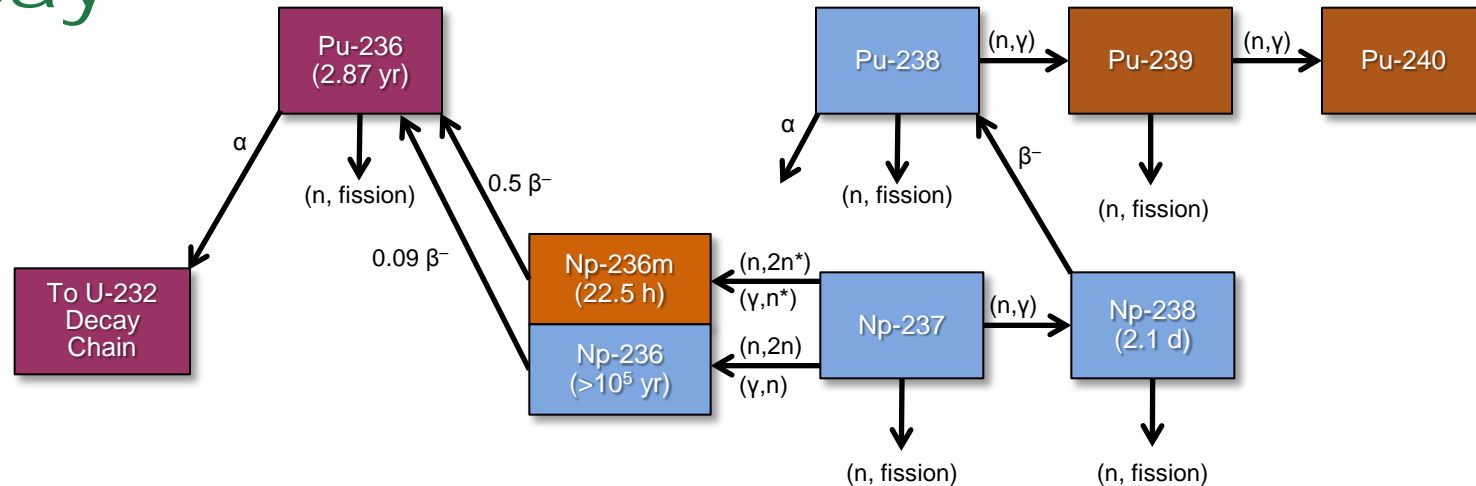 Pu-236
(2.87 yr)
Pu-238
(n,γ)
Pu-239
(n,γ)
Pu-240
α
(n, fission)
0.5 β–
0.09 β–
α
(n, fission)
β–
(n, fission)
To U-232
Decay
Chain
Np-236m
(22.5 h)
(n,2n*)
(γ,n*)
Np-236
(>10⁵ yr)
(n,2n)
(γ,n)
Np-237
(n,γ)
Np-238
(2.1 d)
(n, fission)
(n, fission)